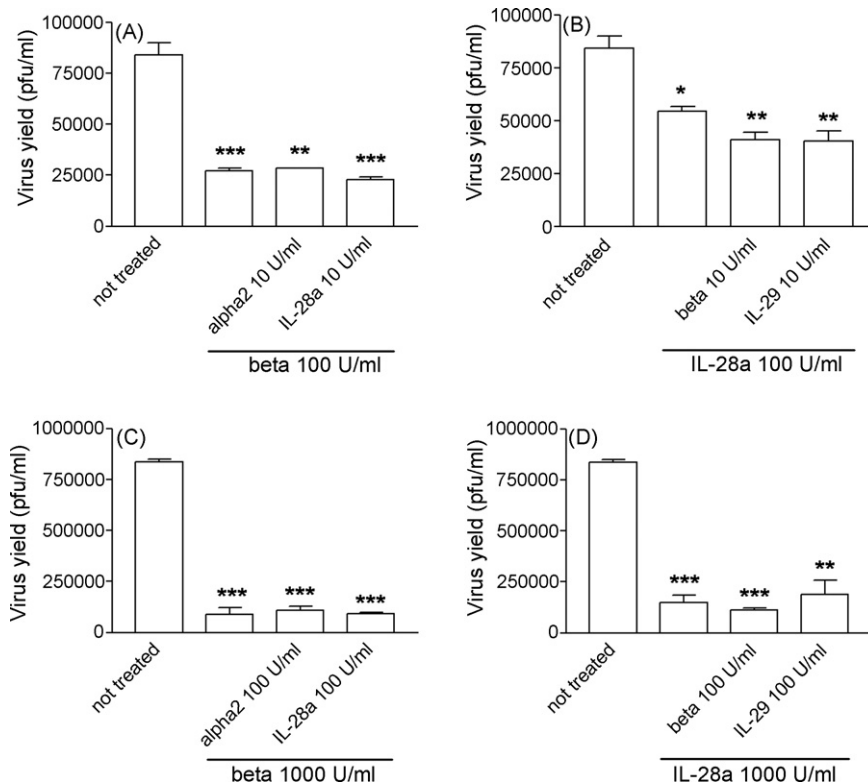 (A)
Virus yield (pfu/ml)
100000
75000
50000
25000
0
***
**
***
not treated
alpha2 10 U/ml
IL-28a 10 U/ml
beta 100 U/ml
(B)
Virus yield (pfu/ml)
100000
75000
50000
25000
0
*
**
**
not treated
beta 10 U/ml
IL-29 10 U/ml
IL-28a 100 U/ml
(C)
Virus yield (pfu/ml)
1000000
750000
500000
250000
0
***
***
***
not treated
alpha2 100 U/ml
IL-28a 100 U/ml
beta 1000 U/ml
(D)
Virus yield (pfu/ml)
1000000
750000
500000
250000
0
***
***
**
not treated
beta 100 U/ml
IL-29 100 U/ml
IL-28a 1000 U/ml